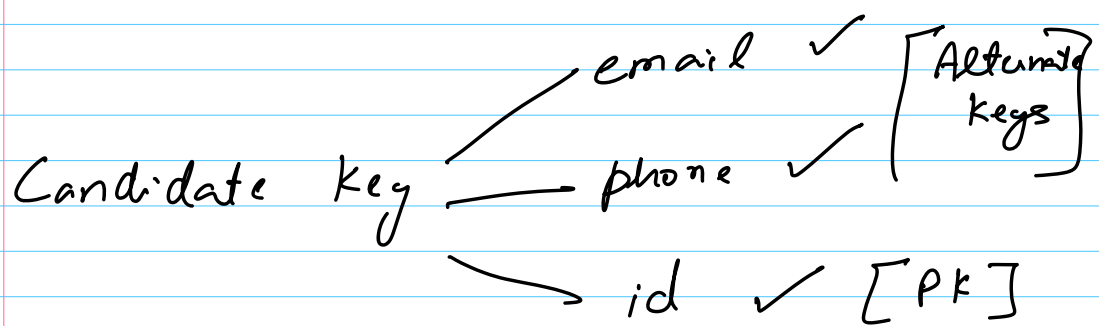 email ✓ [Alternate
Keys]
Candidate Key
phone ✓
id ✓ [PK]